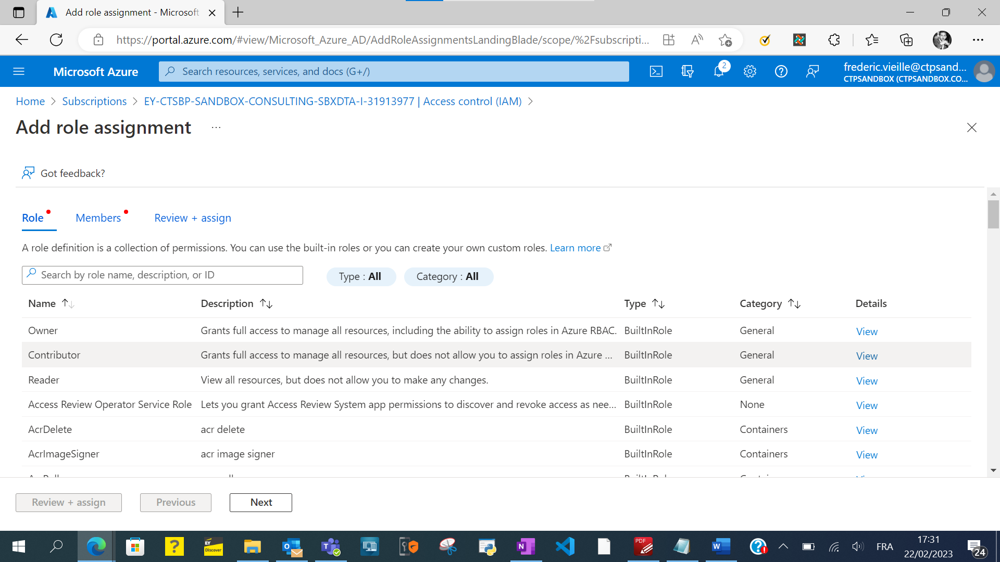 Add role assignment - Microsoft
https://portal.azure.com/#view/Microsoft_Azure_AD/AddRoleAssignmentsLandingBlade/scope/%2Fsubscripti...
Microsoft Azure
Search resources, services, and docs (G+/)
2
frederic.vieille@ctpsand...
CTPSANDBOX (CTPSANDBOX.CO...
Home > Subscriptions > EY-CTSBP-SANDBOX-CONSULTING-SBXDTA-I-31913977 | Access control (IAM) >
Add role assignment ...
Got feedback?
Role Members Review + assign
A role definition is a collection of permissions. You can use the built-in roles or you can create your own custom roles. Learn more
Search by role name, description, or ID
Type : All
Category : All
Name Description Type Category Details
Owner Grants full access to manage all resources, including the ability to assign roles in Azure RBAC. BuiltInRole General View
Contributor Grants full access to manage all resources, but does not allow you to assign roles in Azure ... BuiltInRole General View
Reader View all resources, but does not allow you to make any changes. BuiltInRole General View
Access Review Operator Service Role Lets you grant Access Review System app permissions to discover and revoke access as nee... BuiltInRole None View
AcrDelete acr delete BuiltInRole Containers View
AcrImageSigner acr image signer BuiltInRole Containers View
Review + assign Previous Next
EY
Discover
PDF
FRA
17:31
22/02/2023
24